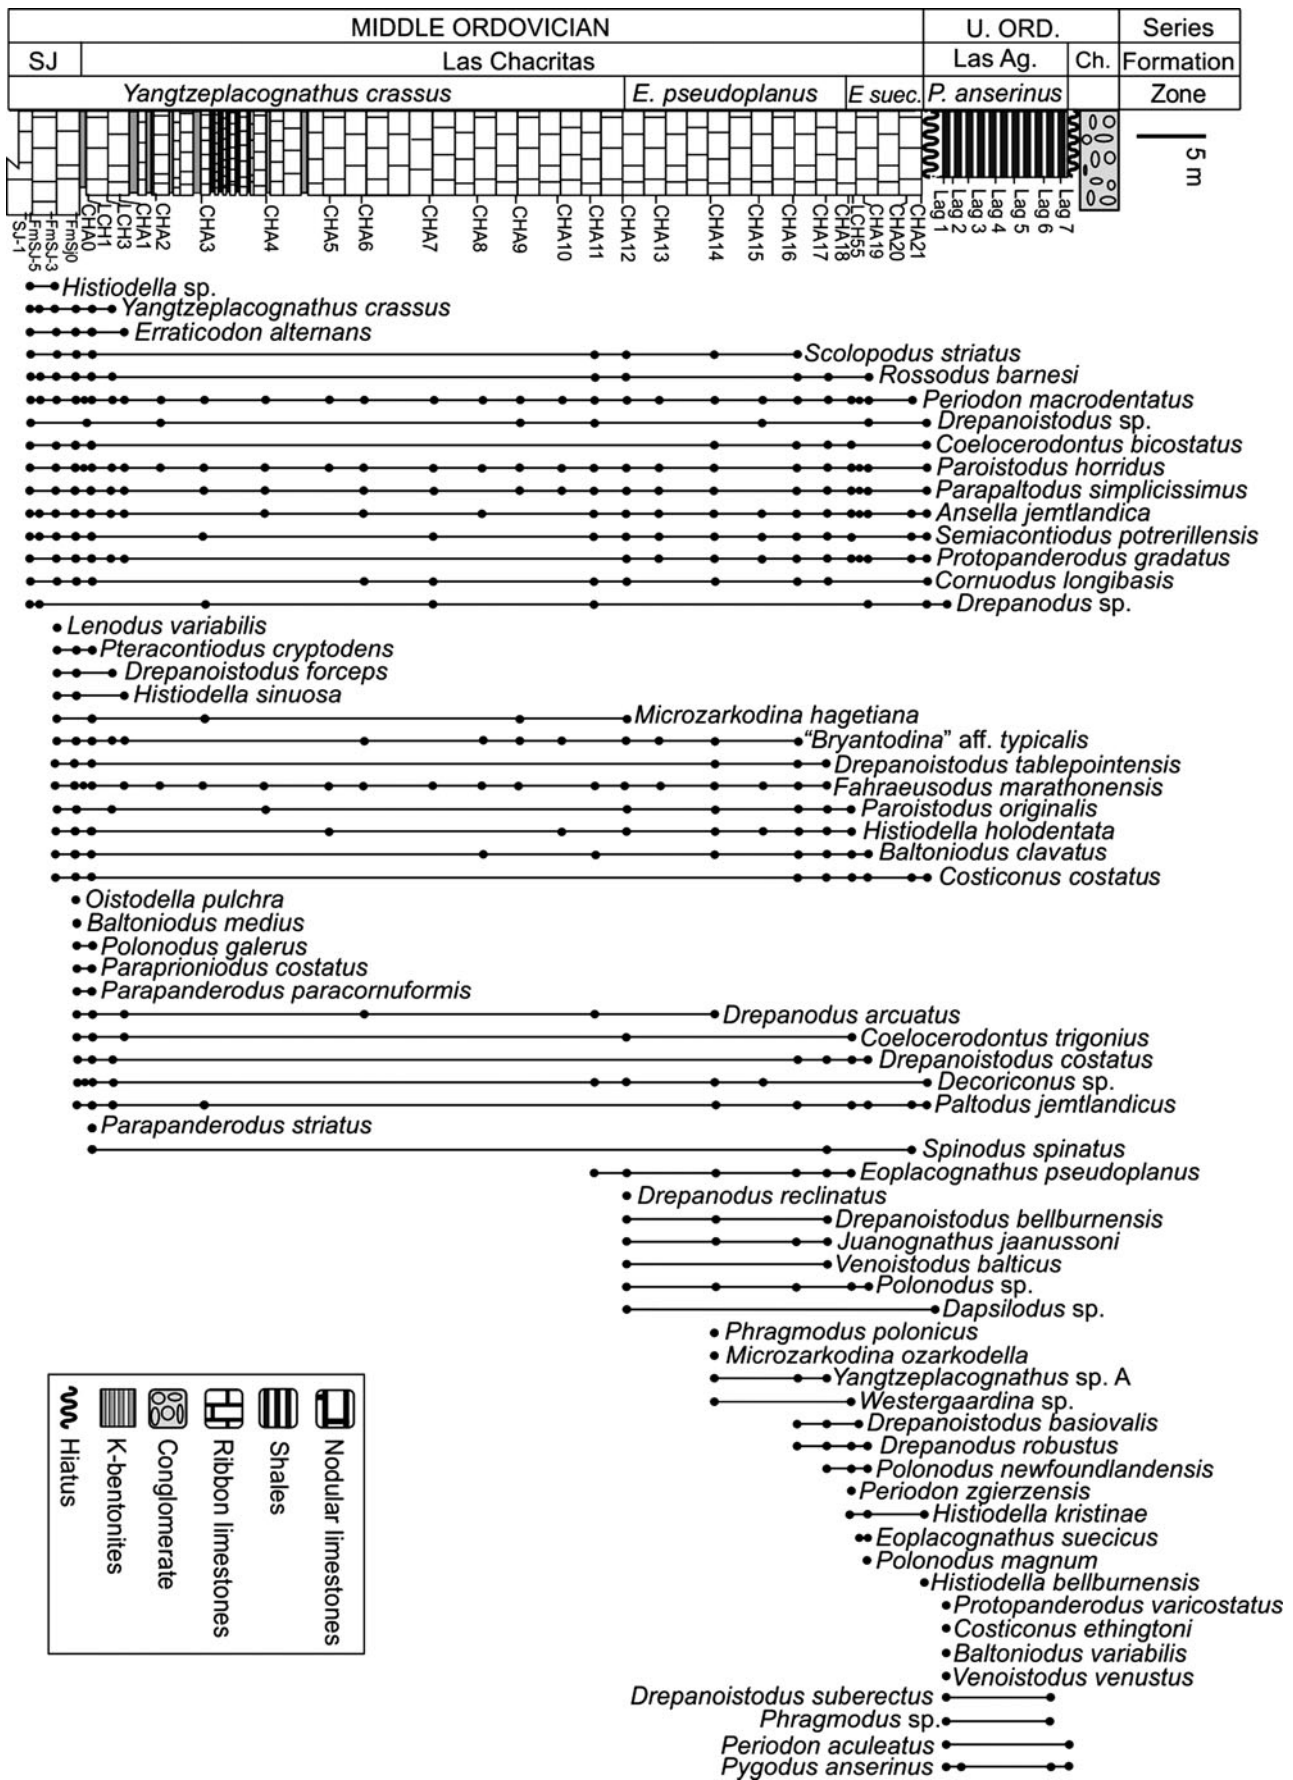 MIDDLE ORDOVICIAN U. ORD. Series
SJ Las Chacritas Las Ag. Ch. Formation
Yangtzeplacognathus crassus E. pseudoplanus E suec. P. anserinus Zone
5 m
SJ-1 FmSJ-5 FmSJ-3 FmSj0 CHA0 LCH1 LCH3 CHA1 CHA2 CHA3 CHA4 CHA5 CHA6 CHA7 CHA8 CHA9 CHA10 CHA11 CHA12 CHA13 CHA14 CHA15 CHA16 CHA17 CHA18 LCH55 CHA19 CHA20 CHA21 Lag 1 Lag 2 Lag 3 Lag 4 Lag 5 Lag 6 Lag 7
Histiodella sp.
Yangtzeplacognathus crassus
Erraticodon alternans
Scolopodus striatus
Rossodus barnesi
Periodon macrodentatus
Drepanoistodus sp.
Coelocerodontus bicostatus
Paroistodus horridus
Parapaltodus simplicissimus
Ansella jemtlandica
Semiacontiodus potrerillensis
Protopanderodus gradatus
Cornuodus longibasis
Drepanodus sp.
Lenodus variabilis
Pteracontiodus cryptodens
Drepanoistodus forceps
Histiodella sinuosa
Microzarkodina hagetiana
“Bryantodina” aff. typicalis
Drepanoistodus tablepointensis
Fahraeusodus marathonensis
Paroistodus originalis
Histiodella holodentata
Baltoniodus clavatus
Costiconus costatus
Oistodella pulchra
Baltoniodus medius
Polonodus galerus
Paraprioniodus costatus
Parapanderodus paracornuformis
Drepanodus arcuatus
Coelocerodontus trigonius
Drepanoistodus costatus
Decoriconus sp.
Paltodus jemtlandicus
Parapanderodus striatus
Spinodus spinatus
Eoplacognathus pseudoplanus
Drepanodus reclinatus
Drepanoistodus bellburnensis
Juanognathus jaanussoni
Venoistodus balticus
Polonodus sp.
Dapsilodus sp.
Phragmodus polonicus
Microzarkodina ozarkodella
Yangtzeplacognathus sp. A
Westergaardina sp.
Drepanoistodus basiovalis
Drepanodus robustus
Polonodus newfoundlandensis
Periodon zgierzensis
Histiodella kristinae
Eoplacognathus suecicus
Polonodus magnum
Histiodella bellburnensis
Protopanderodus varicostatus
Costiconus ethingtoni
Baltoniodus variabilis
Venoistodus venustus
Drepanoistodus suberectus
Phragmodus sp.
Periodon aculeatus
Pygodus anserinus
Nodular limestones
Shales
Ribbon limestones
Conglomerate
K-bentonites
Hiatus